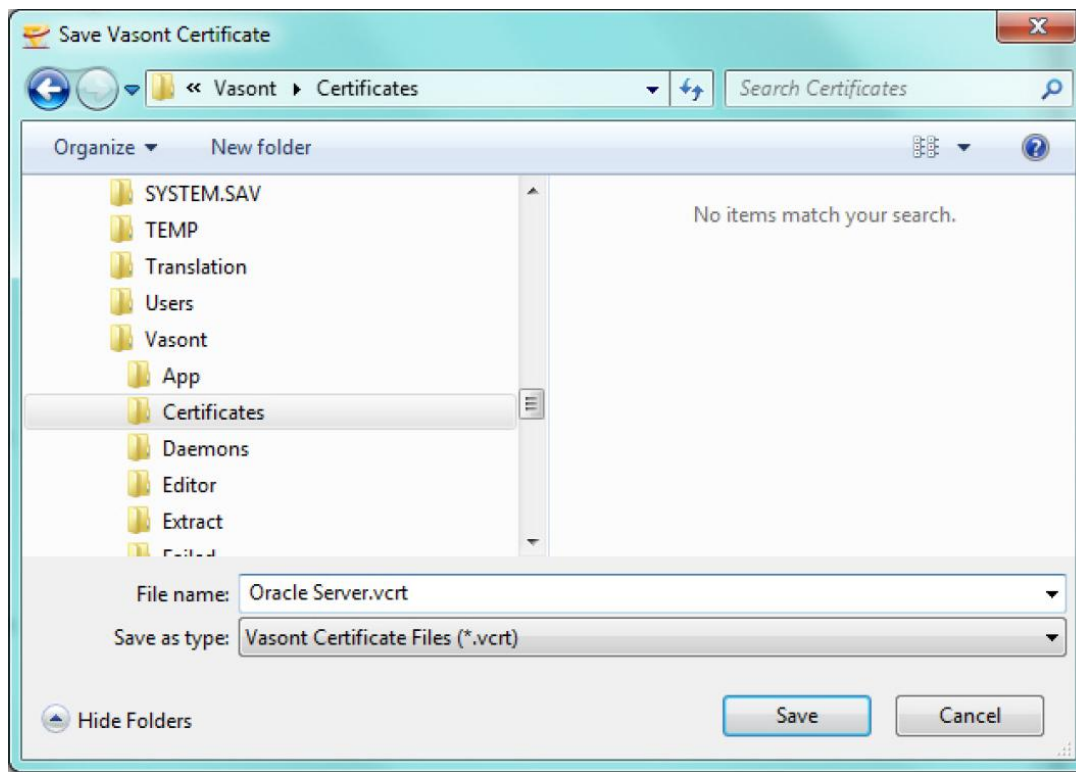 Save Vasont Certificate
« Vasont Certificates
Search Certificates
Organize
New folder
SYSTEM.SAV
TEMP
Translation
Users
Vasont
App
Certificates
Daemons
Editor
Extract
Failed
No items match your search.
File name: Oracle Server.vcrt
Save as type: Vasont Certificate Files (*.vcrt)
Hide Folders
Save
Cancel